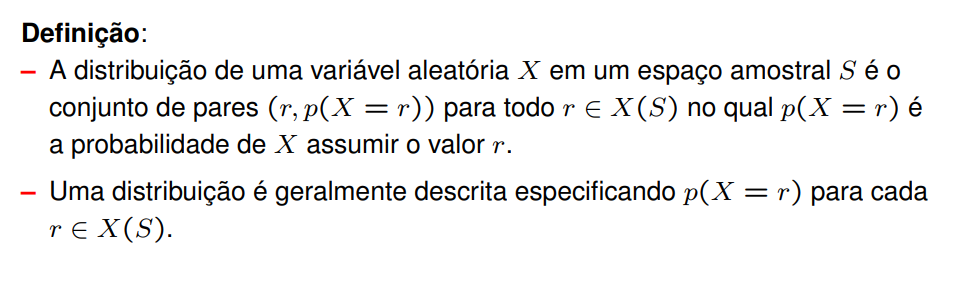 Definição:
– A distribuição de uma variável aleatória X em um espaço amostral S é o
conjunto de pares (r, p(X = r)) para todo r ∈ X(S) no qual p(X = r) é
a probabilidade de X assumir o valor r.
– Uma distribuição é geralmente descrita especificando p(X = r) para cada
r ∈ X(S).